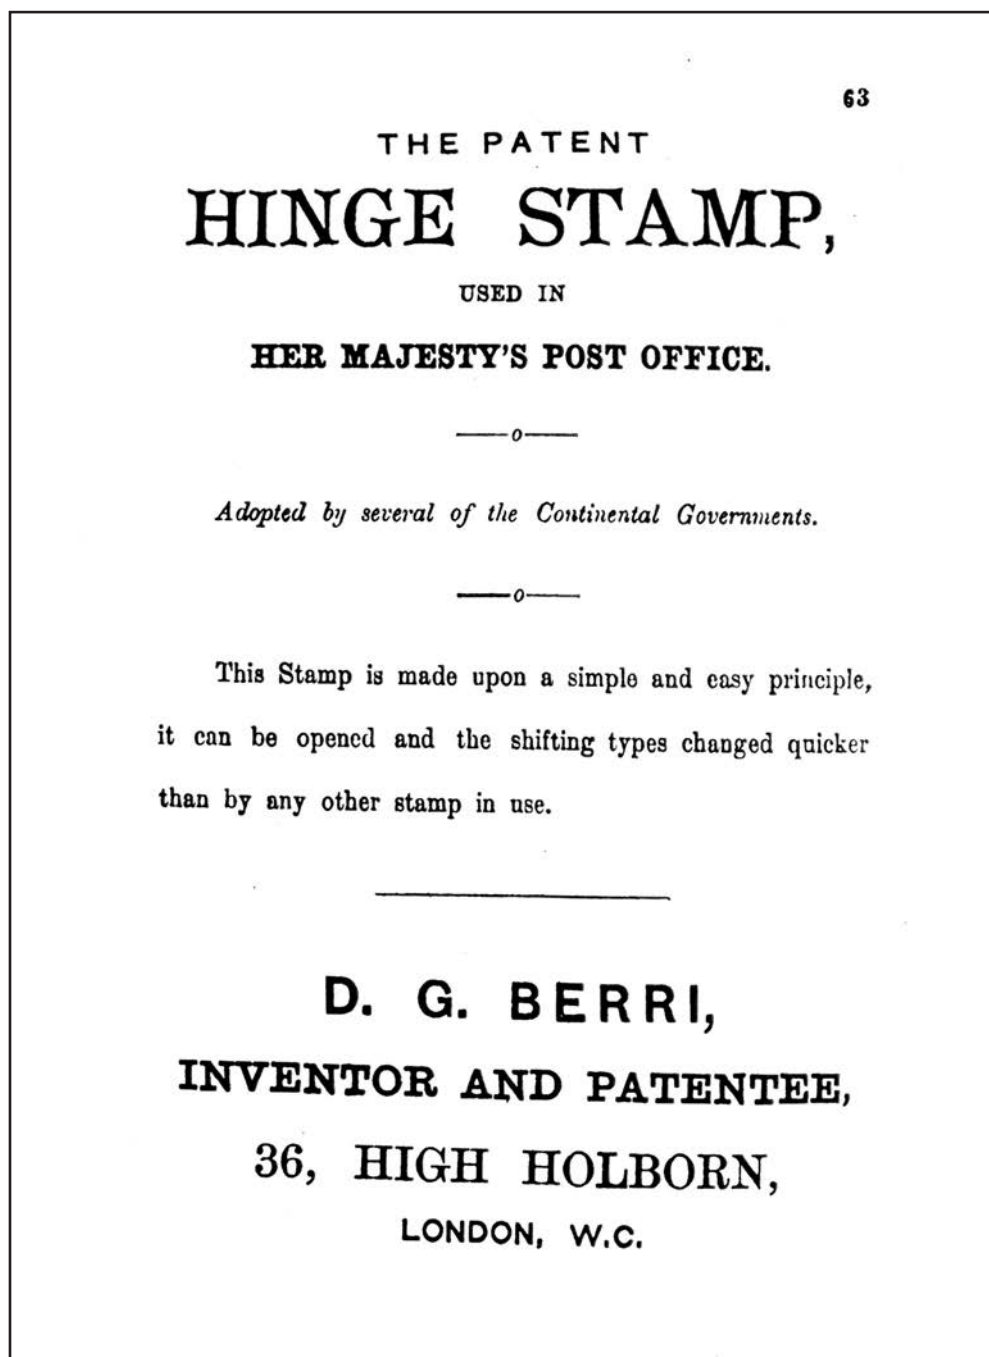 63
THE PATENT
HINGE STAMP,
USED IN
HER MAJESTY'S POST OFFICE.
Adopted by several of the Continental Governments.
This Stamp is made upon a simple and easy principle,
it can be opened and the shifting types changed quicker
than by any other stamp in use.
D. G. BERRI,
INVENTOR AND PATENTEE,
36, HIGH HOLBORN,
LONDON, W.C.